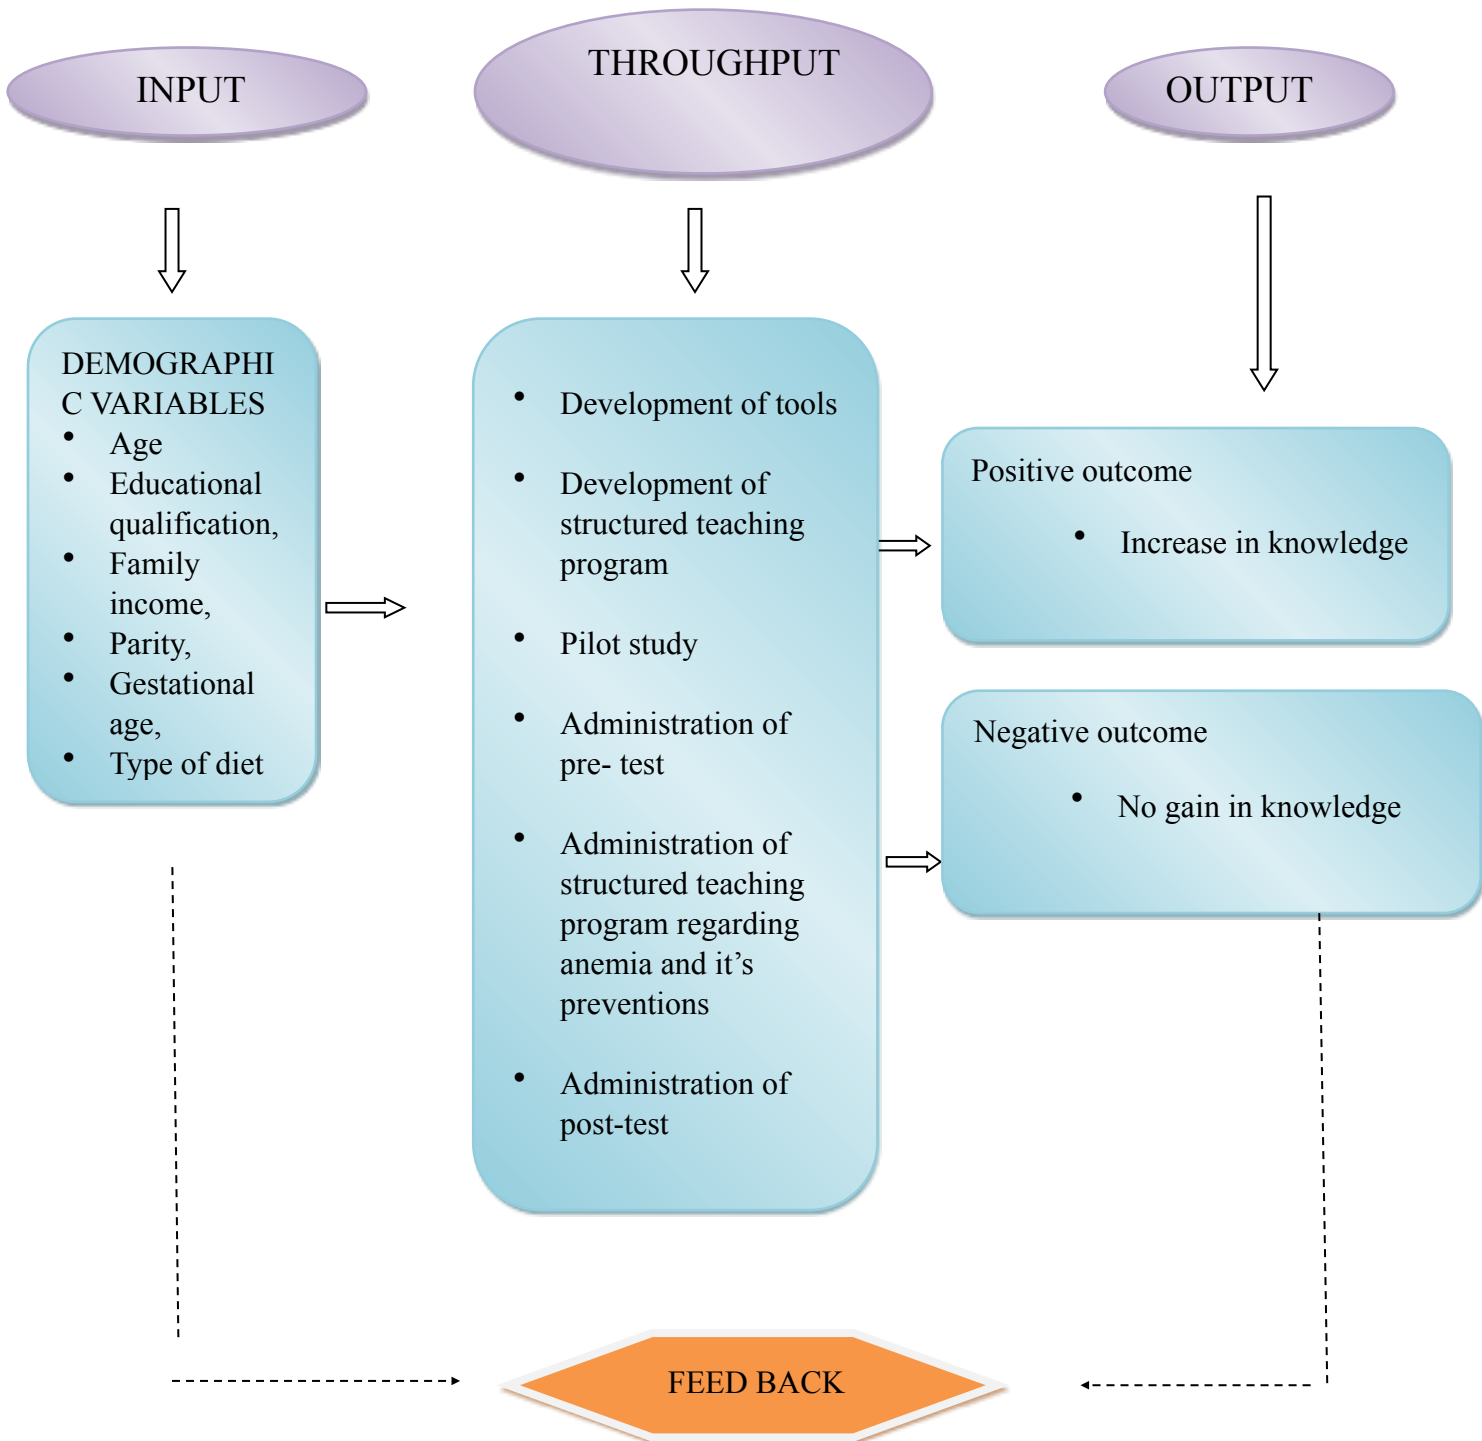 INPUT
THROUGHPUT
OUTPUT
DEMOGRAPHI
C VARIABLES
• Age
• Educational
qualification,
• Family
income,
• Parity,
• Gestational
age,
• Type of diet
• Development of tools
• Development of
structured teaching
program
• Pilot study
• Administration of
pre- test
• Administration of
structured teaching
program regarding
anemia and it’s
preventions
• Administration of
post-test
Positive outcome
• Increase in knowledge
Negative outcome
• No gain in knowledge
FEED BACK